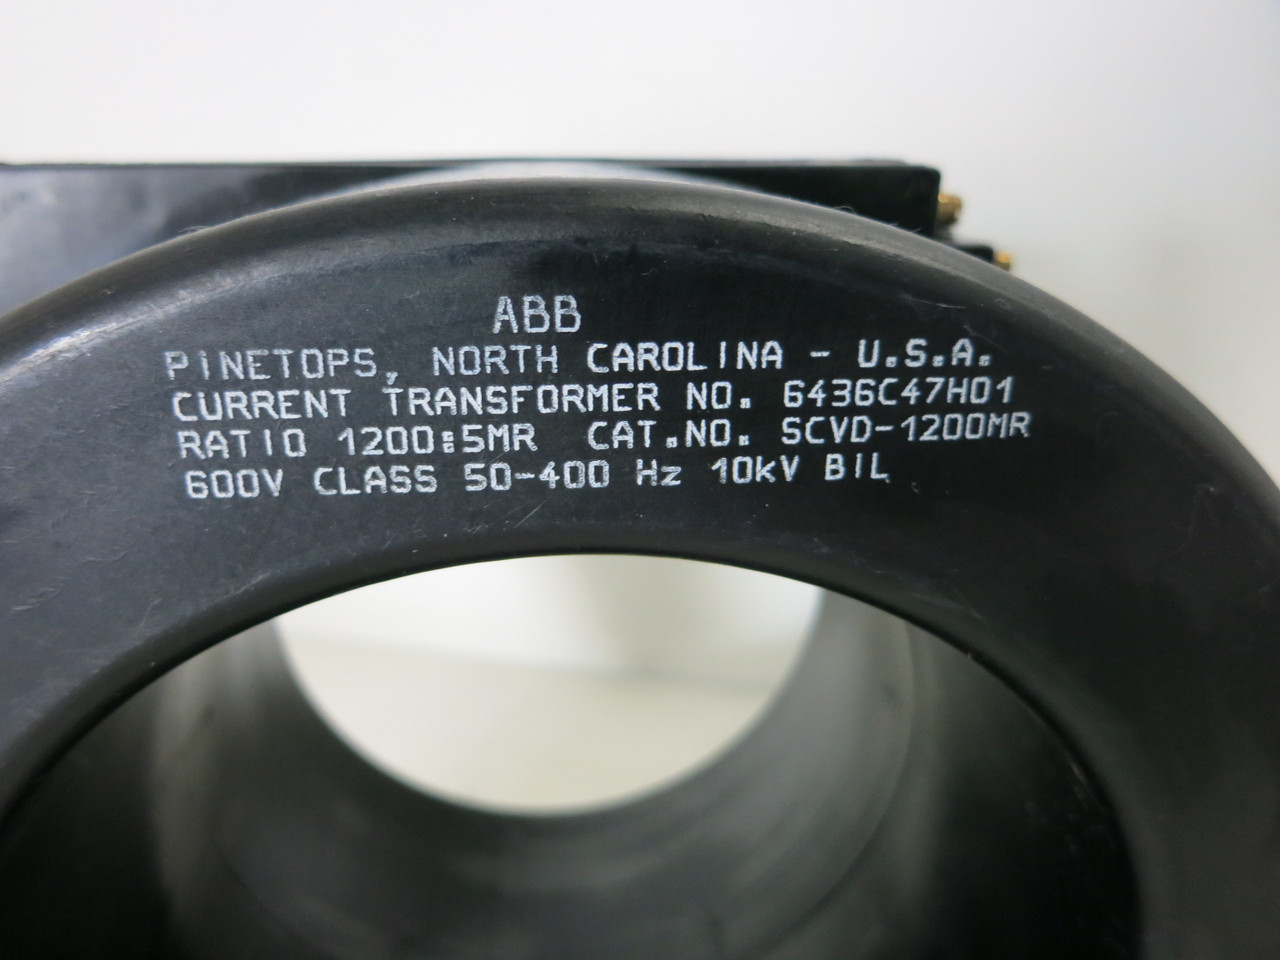 ABB
PINETOPS, NORTH CAROLINA - U.S.A.
CURRENT TRANSFORMER NO. 6436C47H01
RATIO 1200:5MR CAT.NO. SCVD-1200MR
600V CLASS 50-400 Hz 10kV BIL